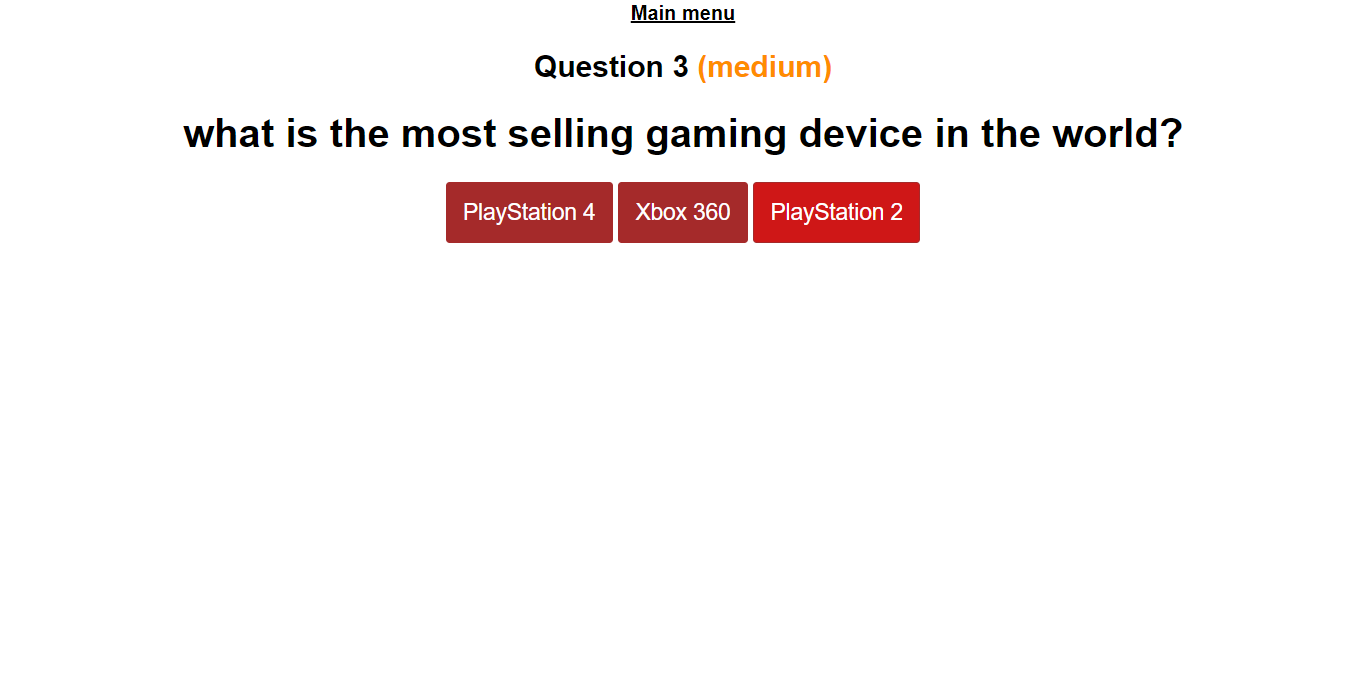 Main menu
Question 3 (medium)
what is the most selling gaming device in the world?
PlayStation 4 Xbox 360 PlayStation 2